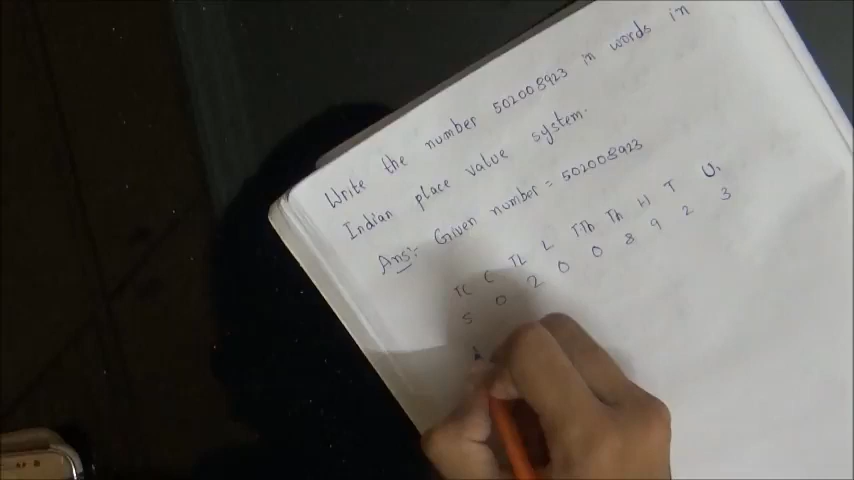 Write the number 502008923 in words in
Indian place value system.
Ans:- Given number = 502008923
TC C TL L TTh Th H T U
5 0 2 0 0 8 9 2 3